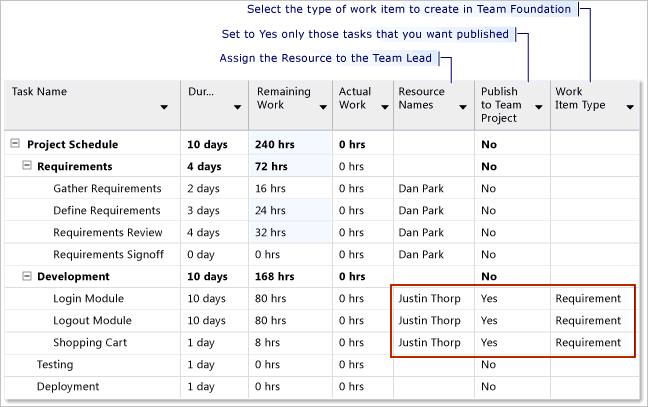 Select the type of work item to create in Team Foundation
Set to Yes only those tasks that you want published
Assign the Resource to the Team Lead
Task Name Dur... Remaining Work Actual Work Resource Names Publish to Team Project Work Item Type
Project Schedule 10 days 240 hrs 0 hrs No
Requirements 4 days 72 hrs 0 hrs No
Gather Requirements 2 days 16 hrs 0 hrs Dan Park No
Define Requirements 3 days 24 hrs 0 hrs Dan Park No
Requirements Review 4 days 32 hrs 0 hrs Dan Park No
Requirements Signoff 0 day 0 hrs 0 hrs Dan Park No
Development 10 days 168 hrs 0 hrs No
Login Module 10 days 80 hrs 0 hrs Justin Thorp Yes Requirement
Logout Module 10 days 80 hrs 0 hrs Justin Thorp Yes Requirement
Shopping Cart 1 day 8 hrs 0 hrs Justin Thorp Yes Requirement
Testing 1 day 0 hrs 0 hrs No
Deployment 1 day 0 hrs 0 hrs No